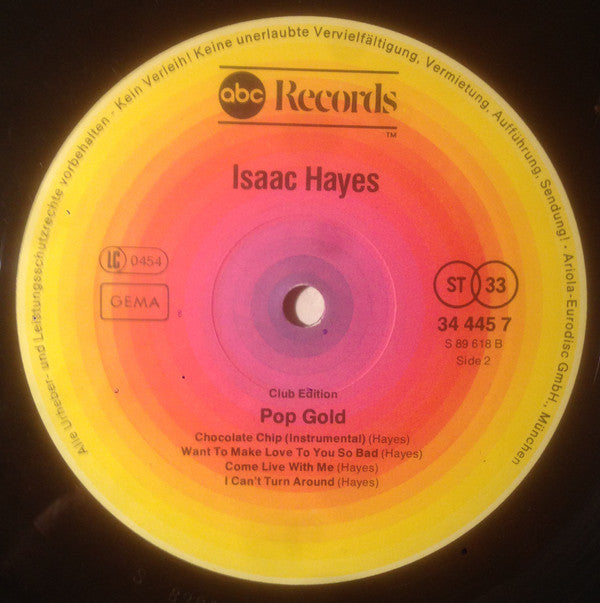 Alle Urheber- und Leistungsschutzrechte vorbehalten - Kein Verleih! Keine unerlaubte Vervielfältigung, Vermietung, Aufführung, Sendung! - Ariola-Eurodisc GmbH., München
abc Records
TM
Isaac Hayes
LC 0454
GEMA
ST 33
34 445 7
S 89 618 B
Side 2
Club Edition
Pop Gold
Chocolate Chip (Instrumental) (Hayes)
Want To Make Love To You So Bad (Hayes)
Come Live With Me (Hayes)
I Can't Turn Around (Hayes)